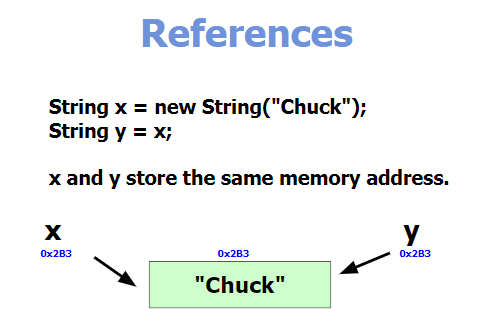 References
String x = new String("Chuck");
String y = x;
x and y store the same memory address.
x y
0x2B3 0x2B3 0x2B3
"Chuck"